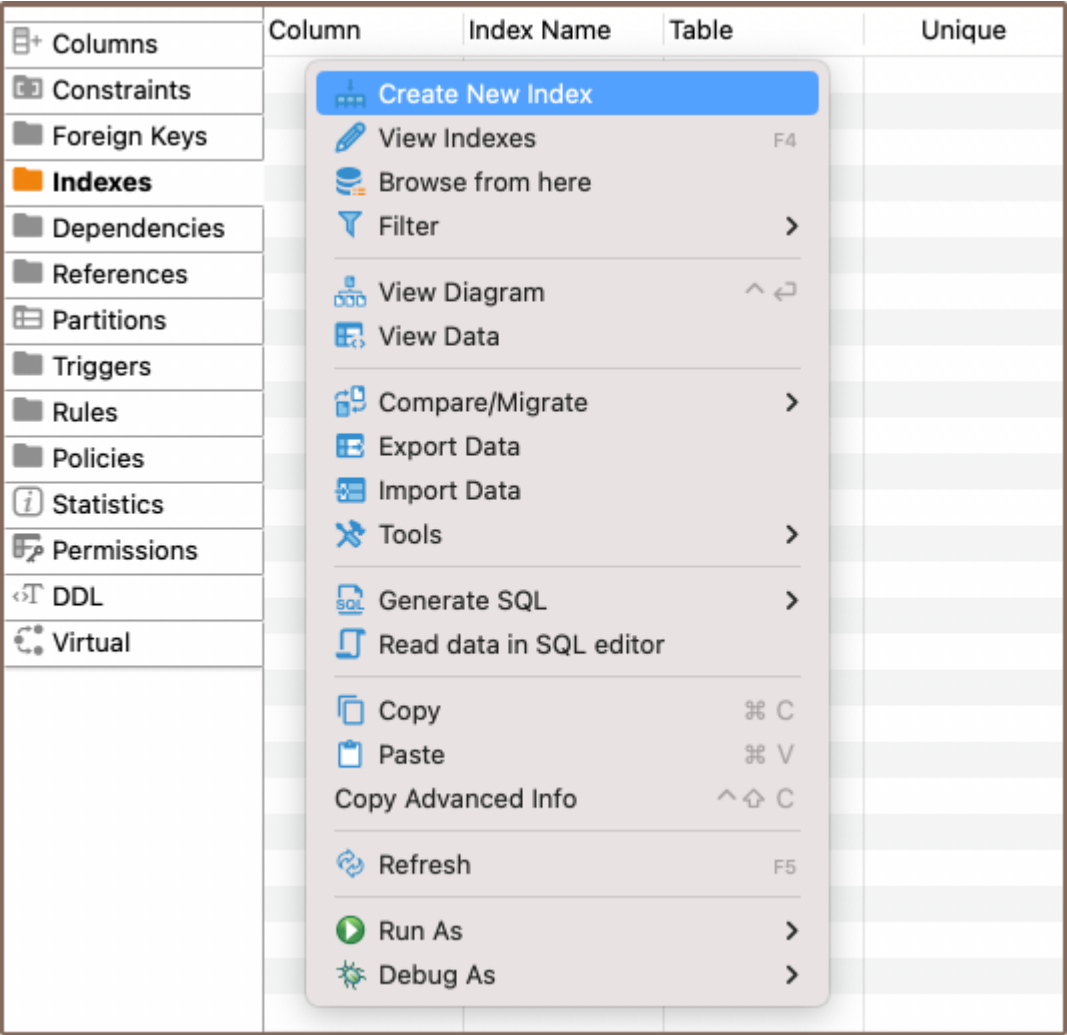 Column Index Name Table Unique
Columns
Constraints
Foreign Keys
Indexes
Dependencies
References
Partitions
Triggers
Rules
Policies
Statistics
Permissions
DDL
Virtual
Create New Index
View Indexes F4
Browse from here
Filter
View Diagram ^ ↩
View Data
Compare/Migrate
Export Data
Import Data
Tools
SQL Generate SQL
Read data in SQL editor
Copy ⌘ C
Paste ⌘ V
Copy Advanced Info ^ ⇧ C
Refresh F5
Run As
Debug As